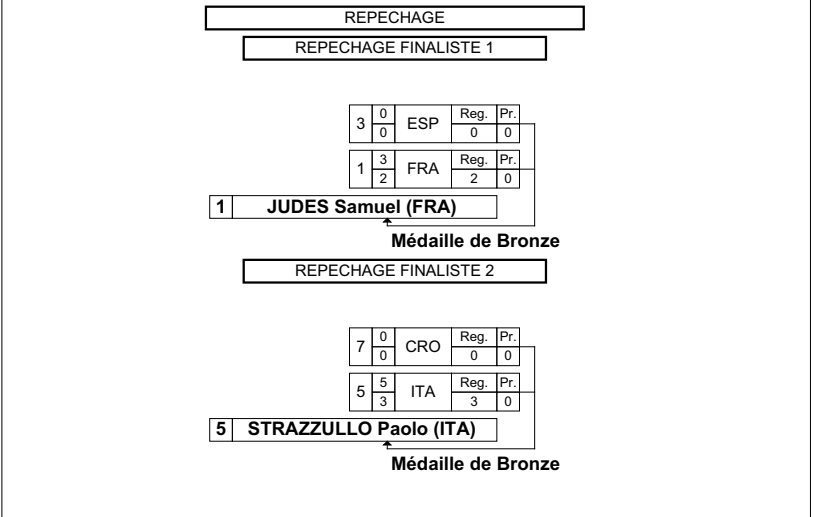 REPECHAGE
REPECHAGE FINALISTE 1
3 0 ESP Reg. Pr.
0 0 0
1 3 FRA Reg. Pr.
2 2 0
1 JUDES Samuel (FRA)
Médaille de Bronze
REPECHAGE FINALISTE 2
7 0 CRO Reg. Pr.
0 0 0
5 5 ITA Reg. Pr.
3 3 0
5 STRAZZULLO Paolo (ITA)
Médaille de Bronze